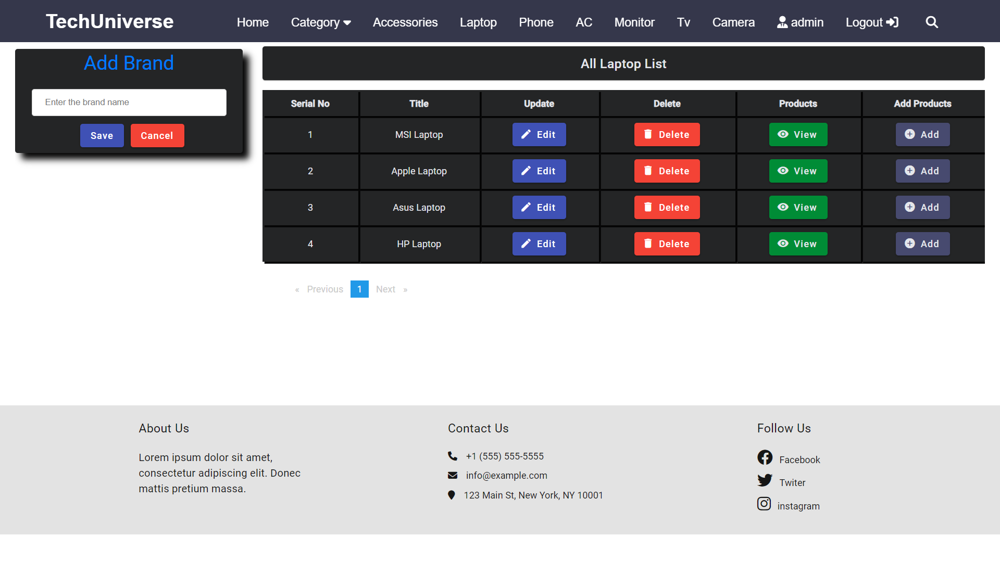 TechUniverse
Home Category Accessories Laptop Phone AC Monitor Tv Camera admin Logout
Add Brand
Enter the brand name
Save Cancel
All Laptop List
Serial No Title Update Delete Products Add Products
1 MSI Laptop Edit Delete View Add
2 Apple Laptop Edit Delete View Add
3 Asus Laptop Edit Delete View Add
4 HP Laptop Edit Delete View Add
« Previous 1 Next »
About Us
Lorem ipsum dolor sit amet,
consectetur adipiscing elit. Donec
mattis pretium massa.
Contact Us
+1 (555) 555-5555
info@example.com
123 Main St, New York, NY 10001
Follow Us
Facebook
Twiter
instagram